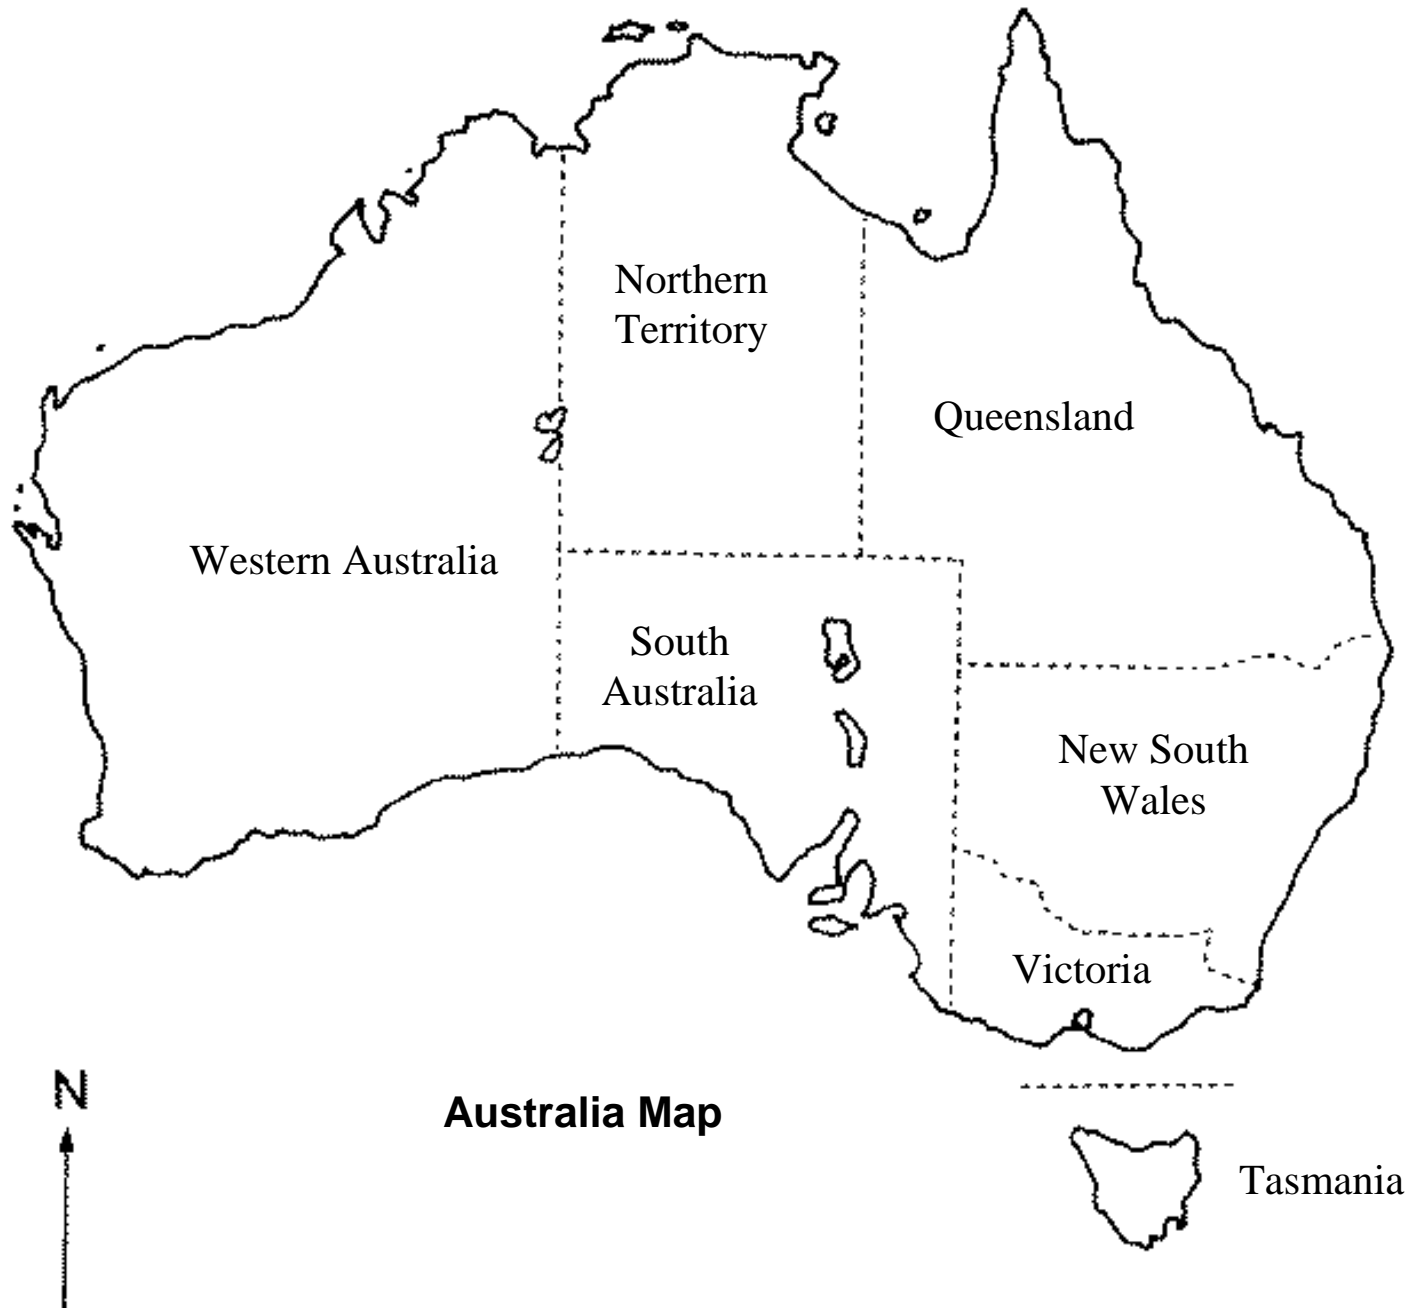 Northern
Territory
Queensland
Western Australia
South
Australia
New South
Wales
Victoria
N
Australia Map
Tasmania